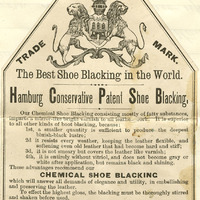 TRADE MARK.
The Best Shoe Blacking in the World.
Hamburg Conservative Patent Shoe Blacking,
Our Chemical Shoe Blacking consisting mostly of fatty substances,
imparts a
to all other kinds of boot blacking, because:
1st, a smaller quantity is sufficient to produce the deepest
black lustre;
2d it resists every weather, keeping the leather flexible, and
softening even old leather that had become hard and stiff;
3d, it is not smeary but covers the leather like varnish;
4th, it is entirely without vitriol, and does not become grey or
white after application, but remains black and shining.
These advantages recommend our
CHEMICAL SHOE BLACKING
which will answer all demands of elegance and utility, in embellishing
and preserving the leather.
To effect the highest gloss, the blacking must be thoroughly stirred
and shaken before used.